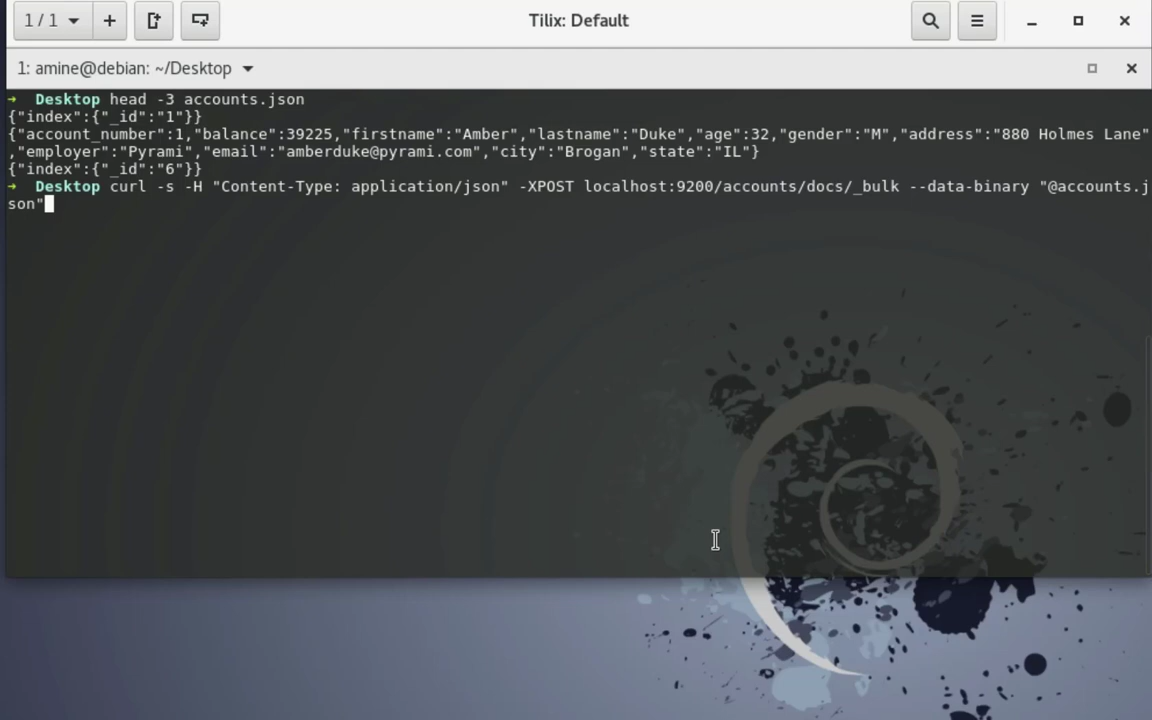 1 / 1
Tilix: Default
1: amine@debian: ~/Desktop
➜  Desktop head -3 accounts.json
{"index":{"_id":"1"}}
{"account_number":1,"balance":39225,"firstname":"Amber","lastname":"Duke","age":32,"gender":"M","address":"880 Holmes Lane"
,"employer":"Pyrami","email":"amberduke@pyrami.com","city":"Brogan","state":"IL"}
{"index":{"_id":"6"}}
➜  Desktop curl -s -H "Content-Type: application/json" -XPOST localhost:9200/accounts/docs/_bulk --data-binary "@accounts.j
son"